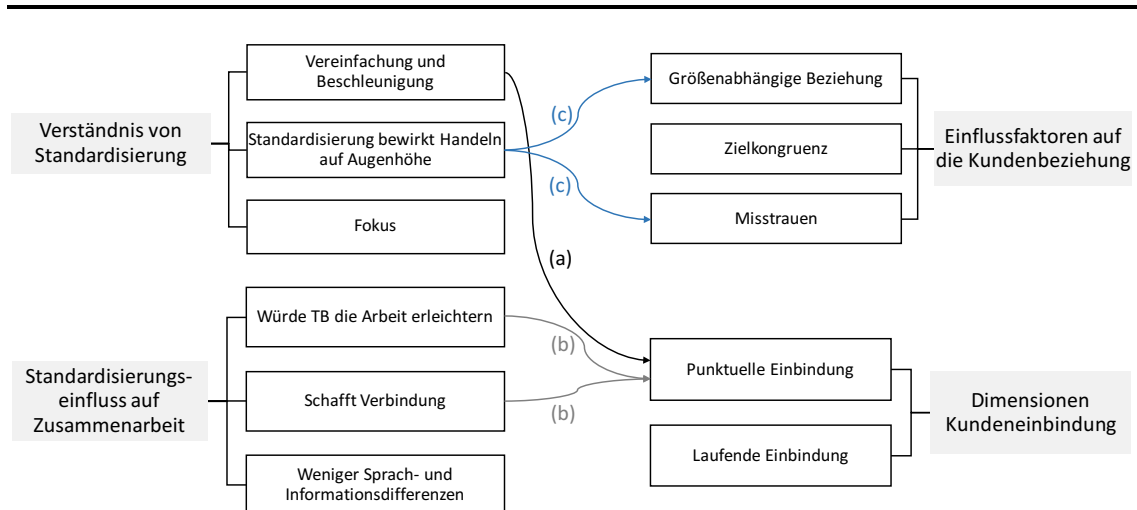 Verständnis von
Standardisierung
Vereinfachung und
Beschleunigung
Standardisierung bewirkt Handeln
auf Augenhöhe
Fokus
(c)
(c)
(a)
Größenabhängige Beziehung
Zielkongruenz
Misstrauen
Einflussfaktoren auf
die Kundenbeziehung
Standardisierungs-
einfluss auf
Zusammenarbeit
Würde TB die Arbeit erleichtern
Schafft Verbindung
Weniger Sprach- und
Informationsdifferenzen
(b)
(b)
Punktuelle Einbindung
Laufende Einbindung
Dimensionen
Kundeneinbindung